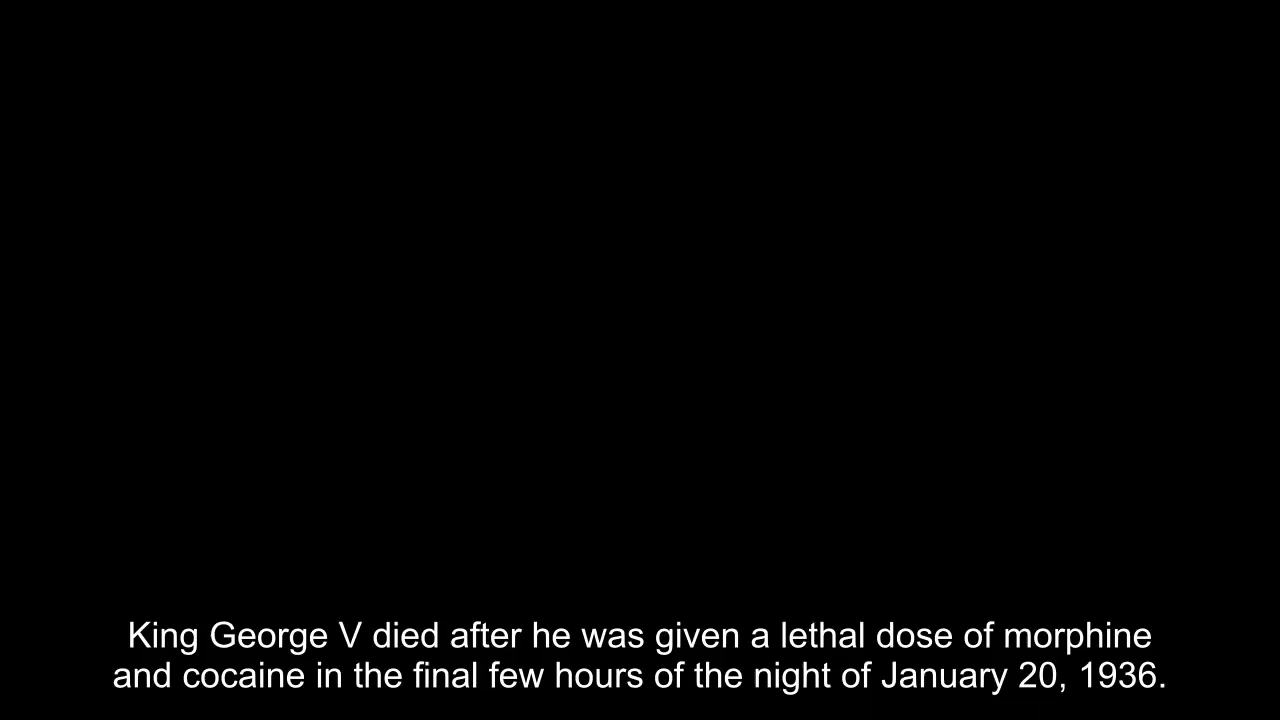 King George V died after he was given a lethal dose of morphine
and cocaine in the final few hours of the night of January 20, 1936.